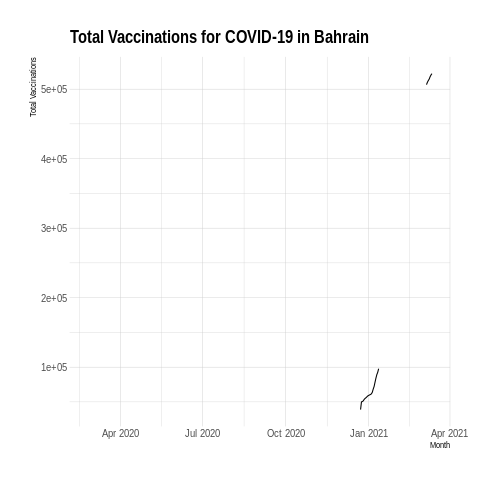 Total Vaccinations for COVID-19 in Bahrain
Total Vaccinations
5e+05
4e+05
3e+05
2e+05
1e+05
Apr 2020 Jul 2020 Oct 2020 Jan 2021 Apr 2021
Month